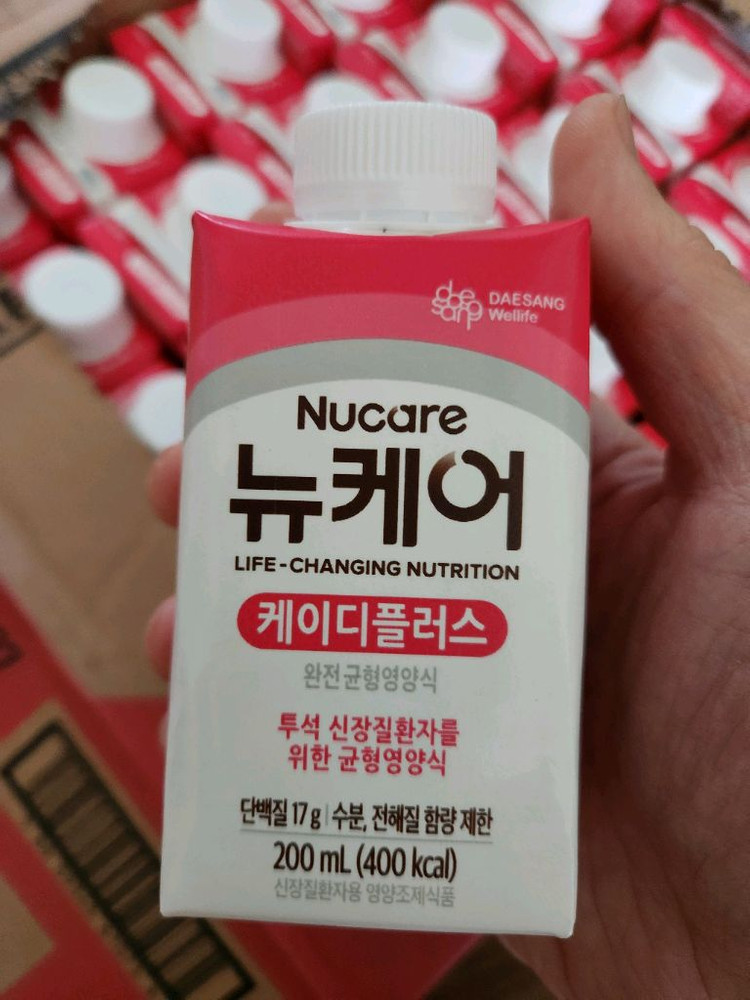 daesang
DAESANG
Wellife
Nucare
뉴케어
LIFE-CHANGING NUTRITION
케이디플러스
완전균형영양식
투석 신장질환자를
위한 균형영양식
단백질 17 g | 수분, 전해질 함량 제한
200 mL (400 kcal)
신장질환자용 영양조제식품